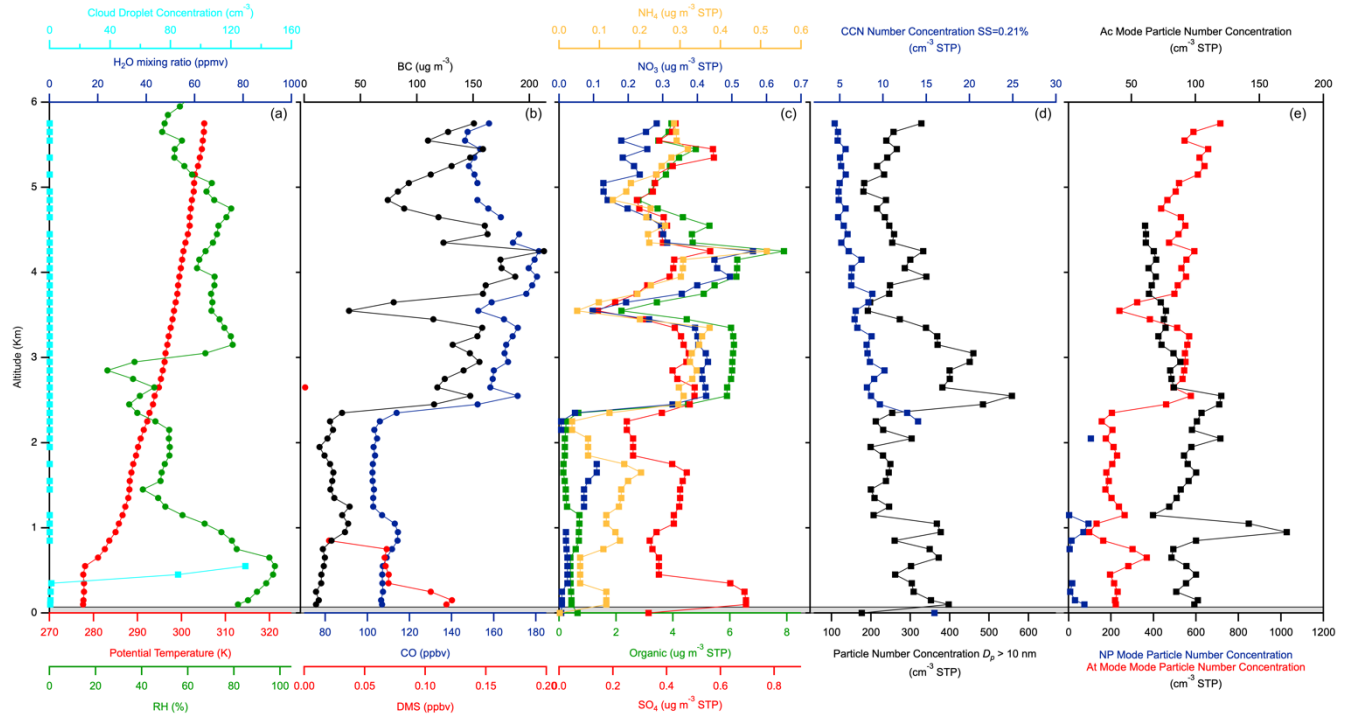 Cloud Droplet Concentration (cm⁻³)
0 40 80 120 160
H₂O mixing ratio (ppmv)
0 20 40 60 80 100
BC (ug m⁻³)
0 50 100 150 200
NH₄ (ug m⁻³ STP)
0.0 0.1 0.2 0.3 0.4 0.5 0.6
NO₃ (ug m⁻³ STP)
0.0 0.1 0.2 0.3 0.4 0.5 0.6 0.7
CCN Number Concentration SS=0.21%
(cm⁻³ STP)
5 10 15 20 25 30
Ac Mode Particle Number Concentration
(cm⁻³ STP)
50 100 150 200
(a)
(b)
(c)
(d)
(e)
Altitude (Km)
6
5
4
3
2
1
0
270 280 290 300 310 320
Potential Temperature (K)
0 20 40 60 80 100
RH (%)
80 100 120 140 160 180
CO (ppbv)
0.00 0.05 0.10 0.15 0.20
DMS (ppbv)
0 2 4 6 8
Organic (ug m⁻³ STP)
0.0 0.2 0.4 0.6 0.8
SO₄ (ug m⁻³ STP)
100 200 300 400 500 600
Particle Number Concentration Dₚ > 10 nm
(cm⁻³ STP)
0 200 400 600 800 1000 1200
NP Mode Particle Number Concentration
At Mode Mode Particle Number Concentration
(cm⁻³ STP)